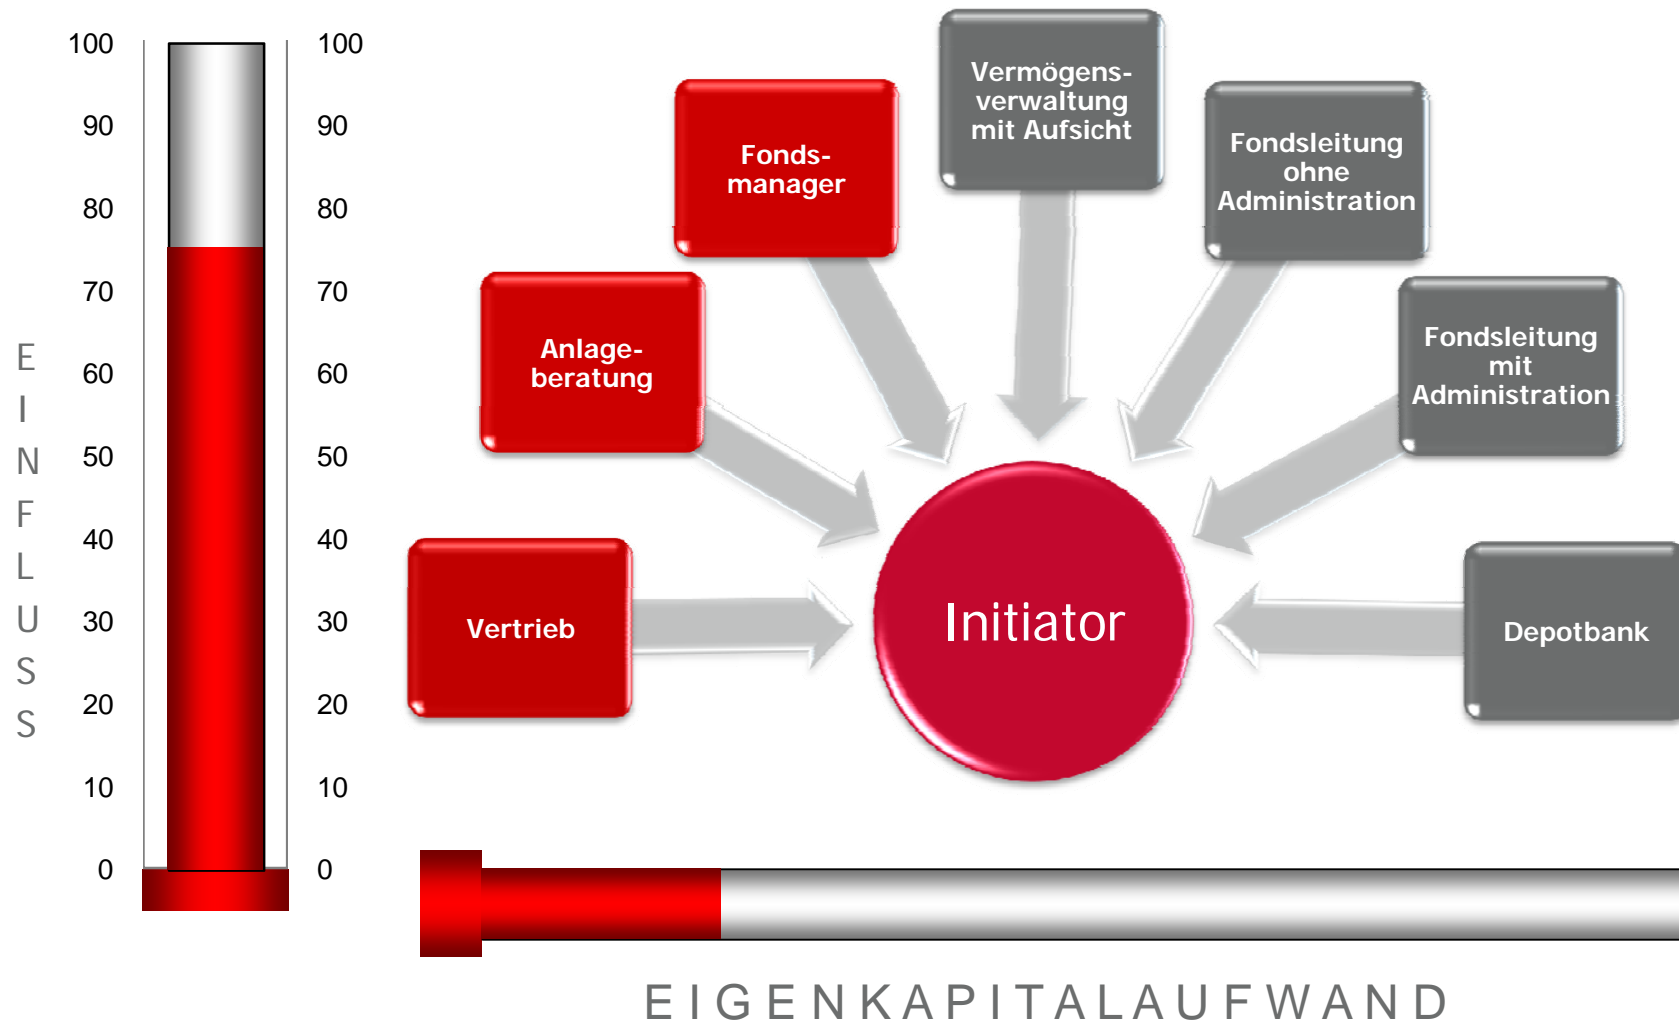 E
I
N
F
L
U
S
S
100
90
80
70
60
50
40
30
20
10
0
100
90
80
70
60
50
40
30
20
10
0
Vermögens-
verwaltung
mit Aufsicht
Fonds-
manager
Fondsleitung
ohne
Administration
Anlage-
beratung
Fondsleitung
mit
Administration
Vertrieb
Initiator
Depotbank
EIGENKAPITALAUFWAND